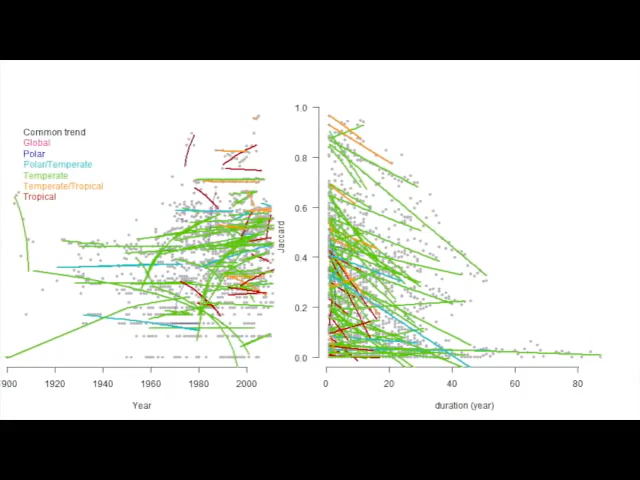 Common trend
Global
Polar
Polar/Temperate
Temperate
Temperate/Tropical
Tropical
1.0
0.8
0.6
0.4
0.2
0.0
Jaccard
900 1920 1940 1960 1980 2000
0 20 40 60 80
Year
duration (year)